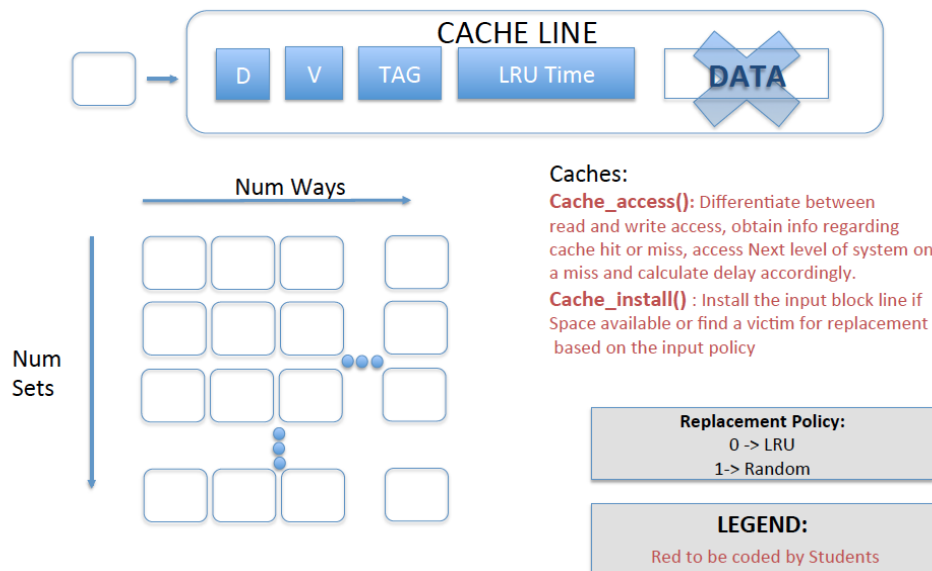 CACHE LINE
D
V
TAG
LRU Time
DATA
Num Ways
Num
Sets
Caches:
Cache_access(): Differentiate between
read and write access, obtain info regarding
cache hit or miss, access Next level of system on
a miss and calculate delay accordingly.
Cache_install() : Install the input block line if
Space available or find a victim for replacement
based on the input policy
Replacement Policy:
0 -> LRU
1-> Random
LEGEND:
Red to be coded by Students